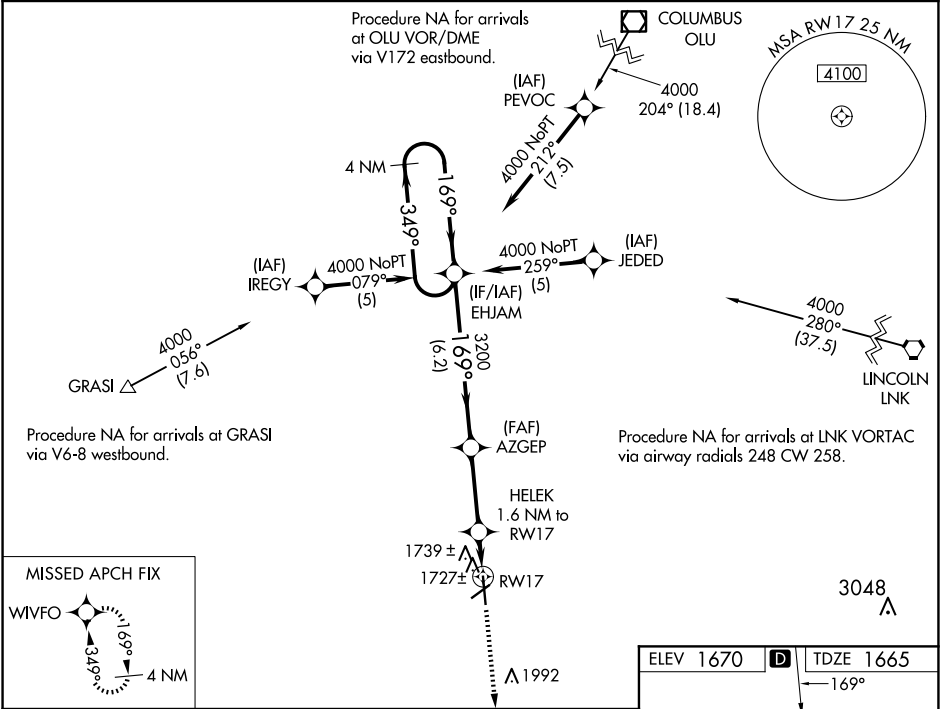 Procedure NA for arrivals
at OLU VOR/DME
via V172 eastbound.
COLUMBUS
OLU
MSA RW17 25 NM
4100
(IAF)
PEVOC
4000
204° (18.4)
4000 NoPT
212°
(7.5)
4 NM
169°
349°
(IAF)
IREGY
4000 NoPT
079°
(5)
4000 NoPT
259°
(5)
(IAF)
JEDED
(IF/IAF)
EHJAM
4000
056°
(7.6)
GRASI
3200
169°
(6.2)
4000
280°
(37.5)
LINCOLN
LNK
Procedure NA for arrivals at GRASI
via V6-8 westbound.
(FAF)
AZGEP
Procedure NA for arrivals at LNK VORTAC
via airway radials 248 CW 258.
HELEK
1.6 NM to
RW17
1739 ±
1727±
RW17
MISSED APCH FIX
WIVFO
169°
349°
4 NM
3048
1992
ELEV 1670
D
TDZE 1665
169°